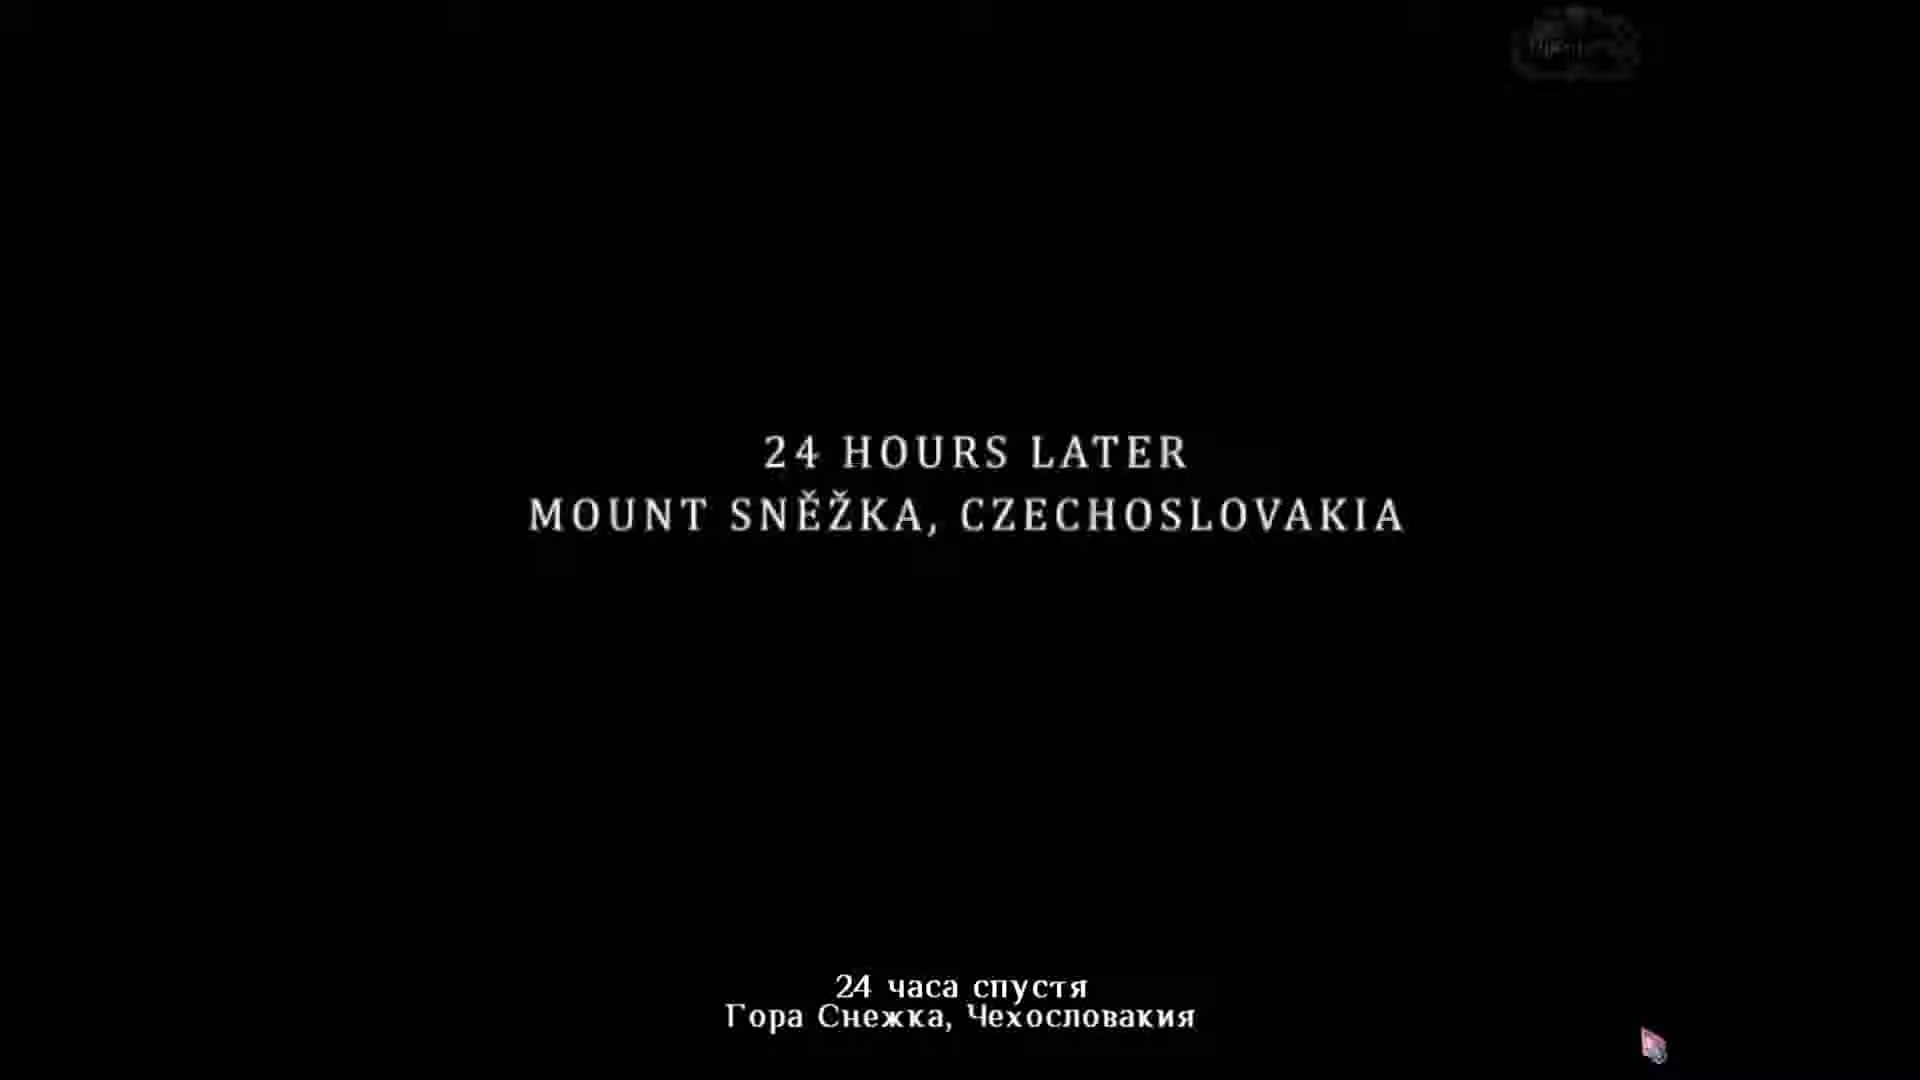 24 HOURS LATER
MOUNT SNĚŽKA, CZECHOSLOVAKIA
24 часа спустя
Гора Снежка, Чехословакия